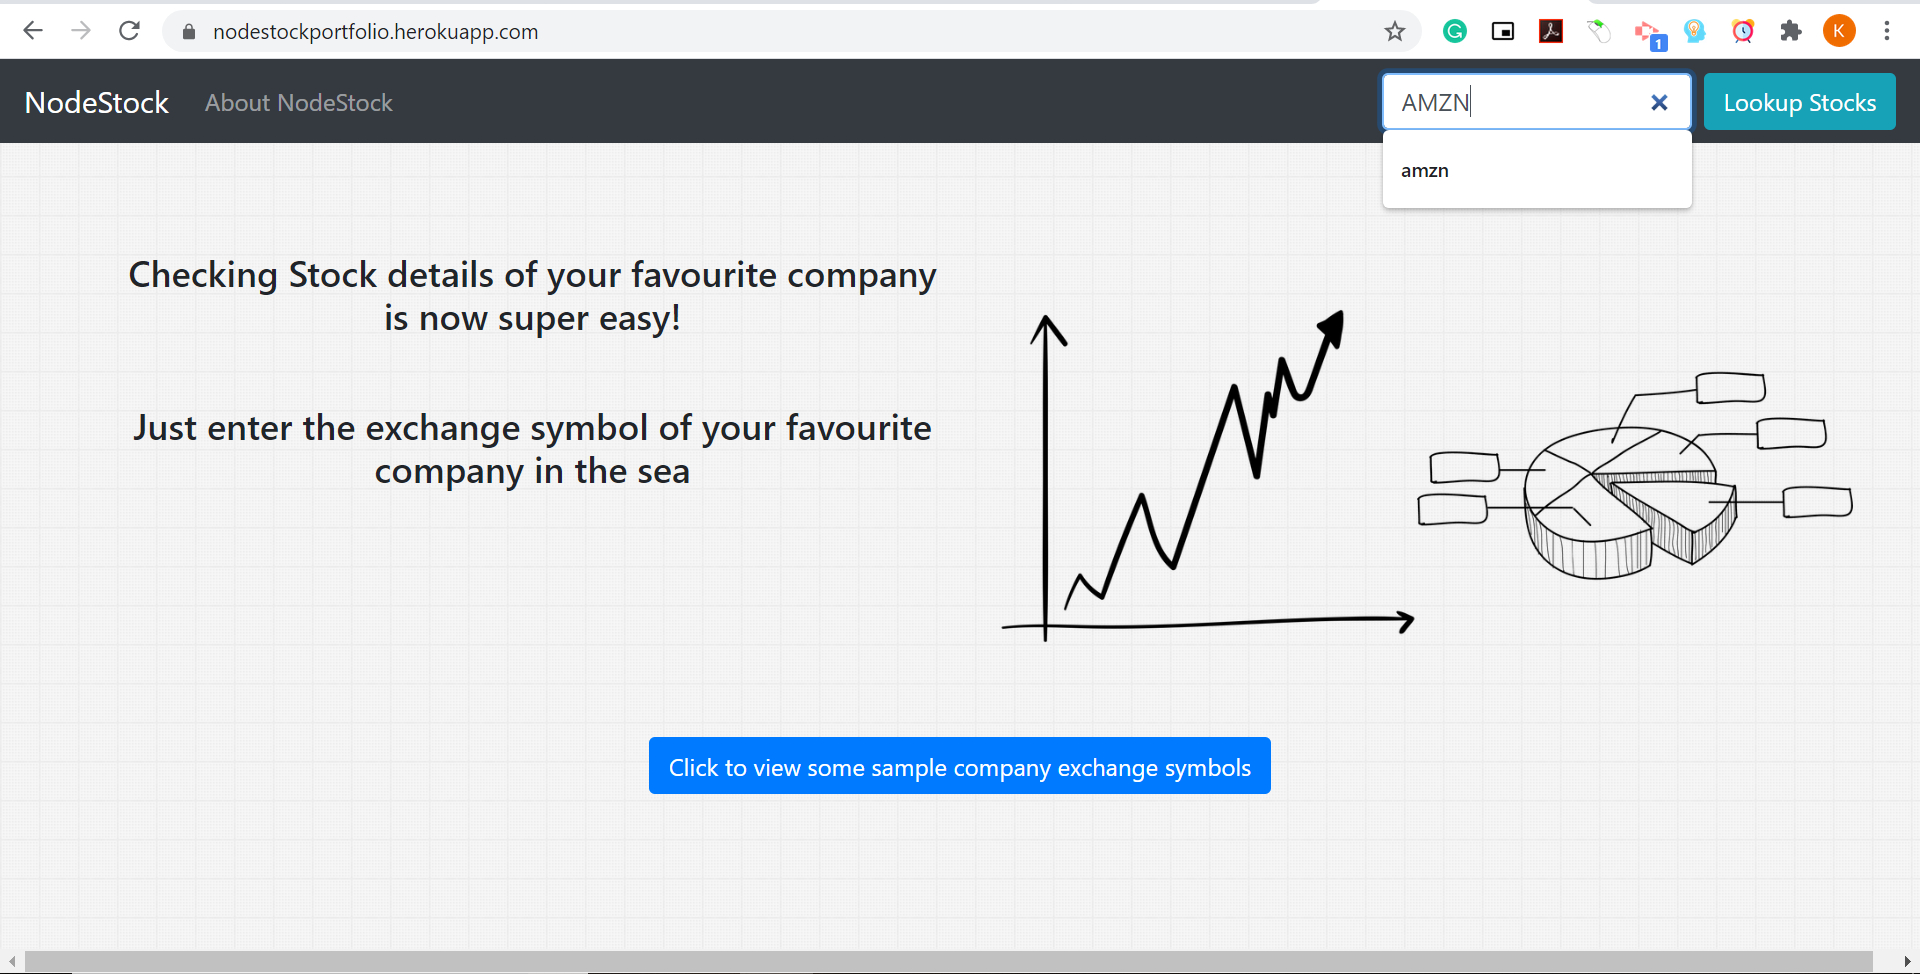 nodestockportfolio.herokuapp.com
1
K
NodeStock
About NodeStock
AMZN
Lookup Stocks
amzn
Checking Stock details of your favourite company
is now super easy!
Just enter the exchange symbol of your favourite
company in the sea
Click to view some sample company exchange symbols